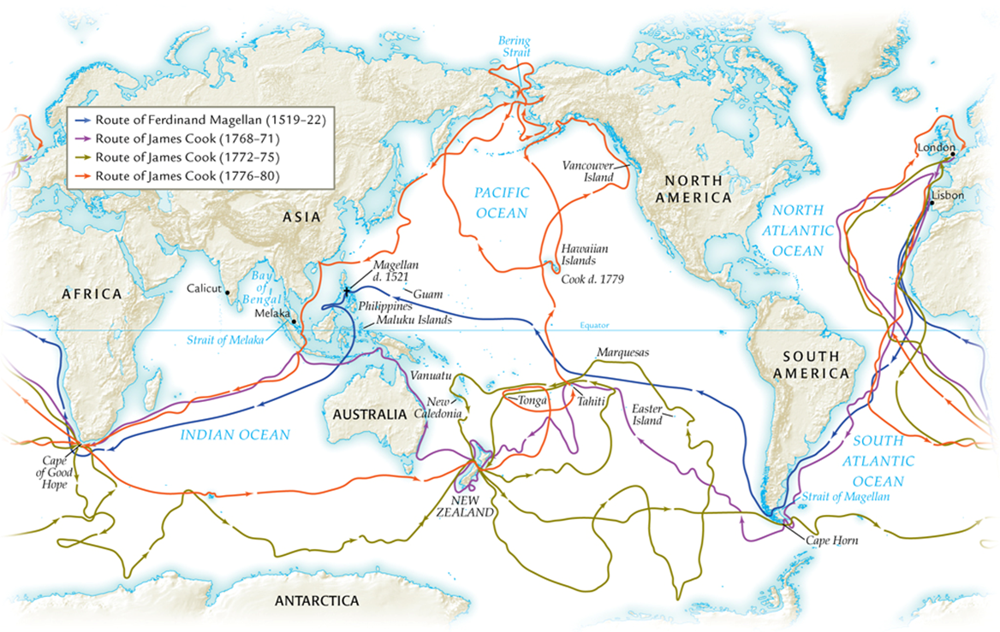 Bering
Strait
Route of Ferdinand Magellan (1519–22)
Route of James Cook (1768–71)
Route of James Cook (1772–75)
Route of James Cook (1776–80)
London
Vancouver
Island
NORTH
AMERICA
PACIFIC
OCEAN
Lisbon
ASIA
NORTH
ATLANTIC
OCEAN
Hawaiian
Islands
Cook d. 1779
Magellan
d. 1521
Guam
Calicut
Bay
of
Bengal
AFRICA
Philippines
Melaka
Maluku Islands
Strait of Melaka
Equator
Marquesas
SOUTH
AMERICA
Vanuatu
New
Caledonia
Tonga
Tahiti
Easter
Island
AUSTRALIA
INDIAN OCEAN
SOUTH
ATLANTIC
OCEAN
Cape
of Good
Hope
Strait of Magellan
NEW
ZEALAND
Cape Horn
ANTARCTICA